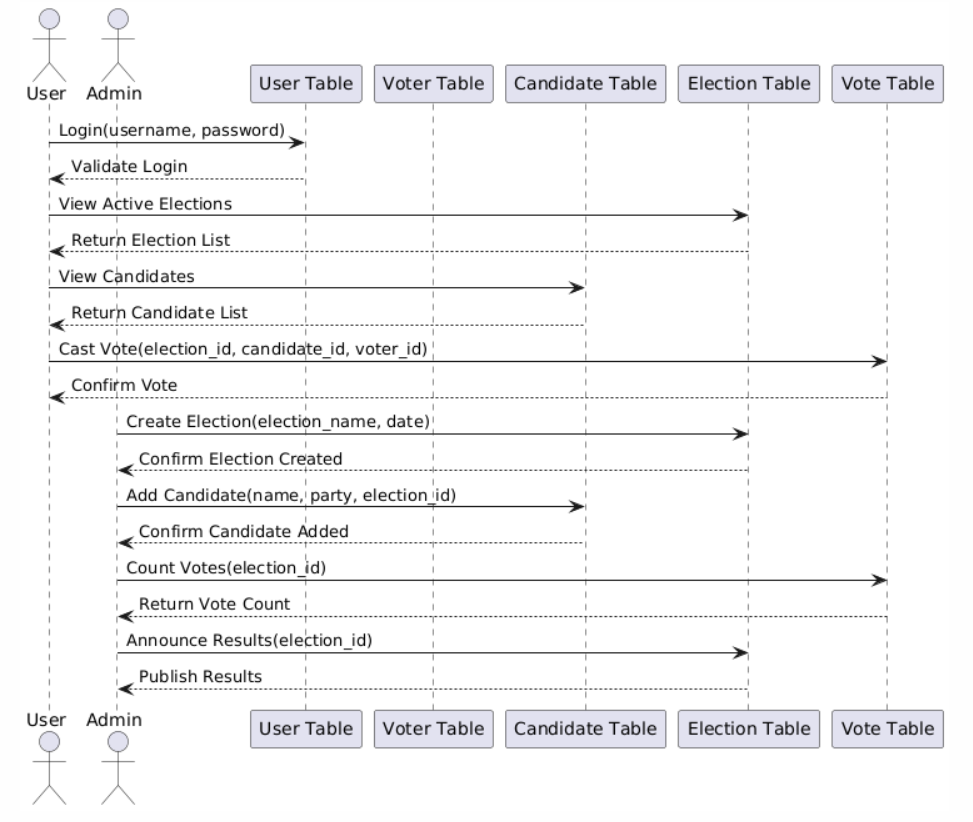 User Admin User Table Voter Table Candidate Table Election Table Vote Table
Login(username, password)
Validate Login
View Active Elections
Return Election List
View Candidates
Return Candidate List
Cast Vote(election_id, candidate_id, voter_id)
Confirm Vote
Create Election(election_name, date)
Confirm Election Created
Add Candidate(name, party, election_id)
Confirm Candidate Added
Count Votes(election_id)
Return Vote Count
Announce Results(election_id)
Publish Results
User Admin User Table Voter Table Candidate Table Election Table Vote Table